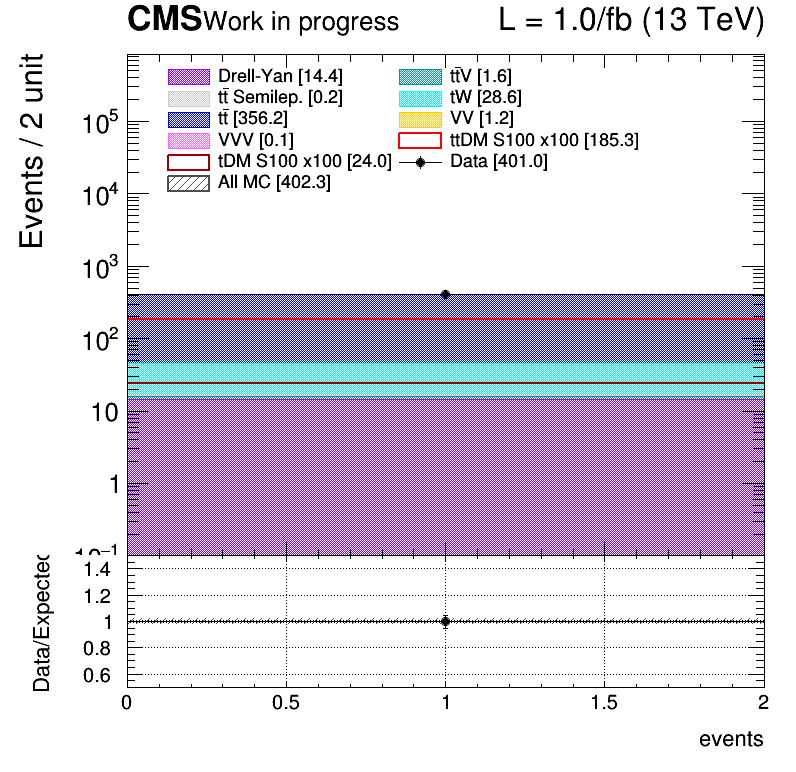 CMS Work in progress L = 1.0/fb (13 TeV)
Events / 2 unit
Drell-Yan [14.4] tt̄V [1.6]
tt̄ Semilep. [0.2] tW [28.6]
tt̄ [356.2] VV [1.2]
VVV [0.1] ttDM S100 x100 [185.3]
tDM S100 x100 [24.0] Data [401.0]
All MC [402.3]
10⁵
10⁴
10³
10²
10
1
10⁻¹
Data/Expected
1.4
1.2
1
0.8
0.6
0 0.5 1 1.5 2
events